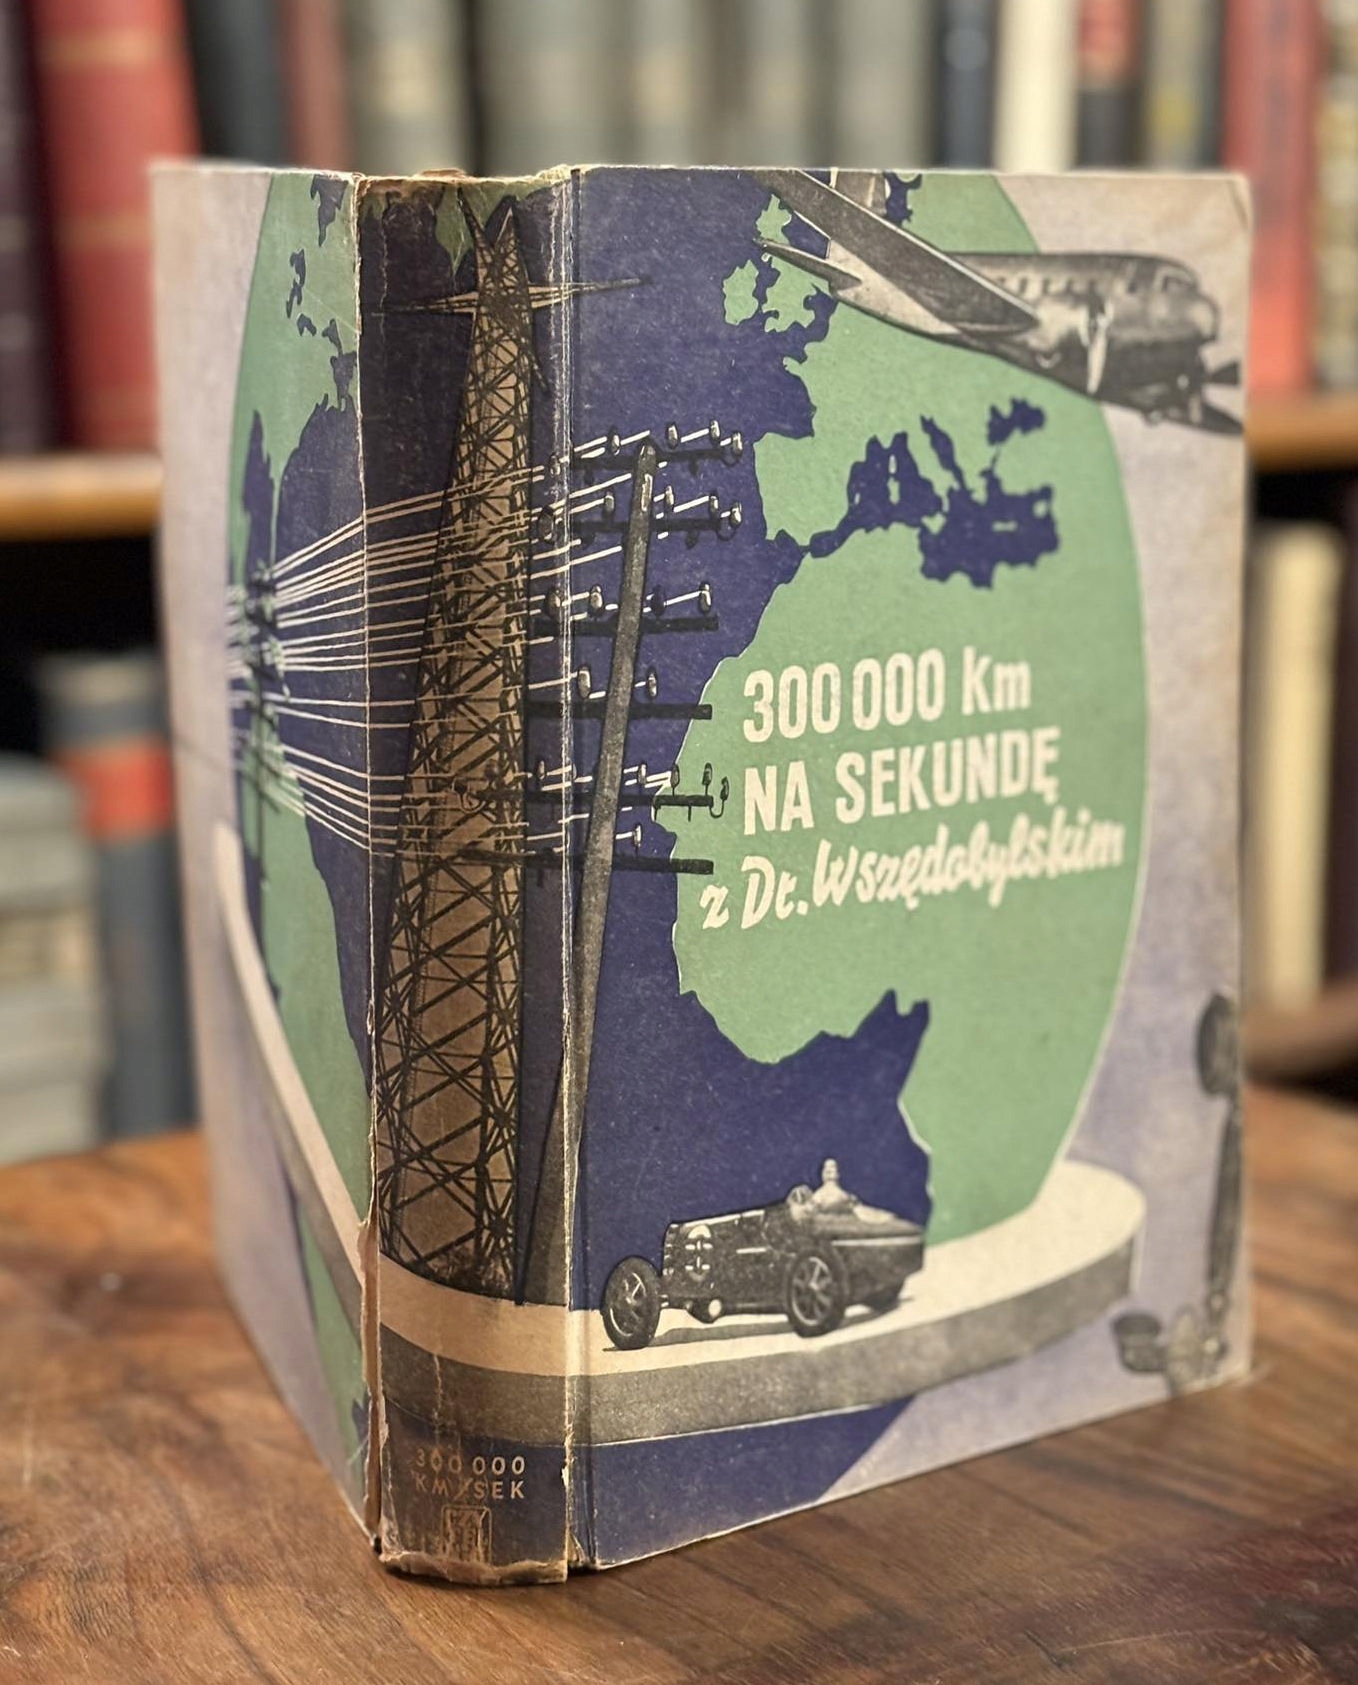 300 000 Km
NA SEKUNDĘ
z Dr. Wszędobylskim
300 000
KM/SEK